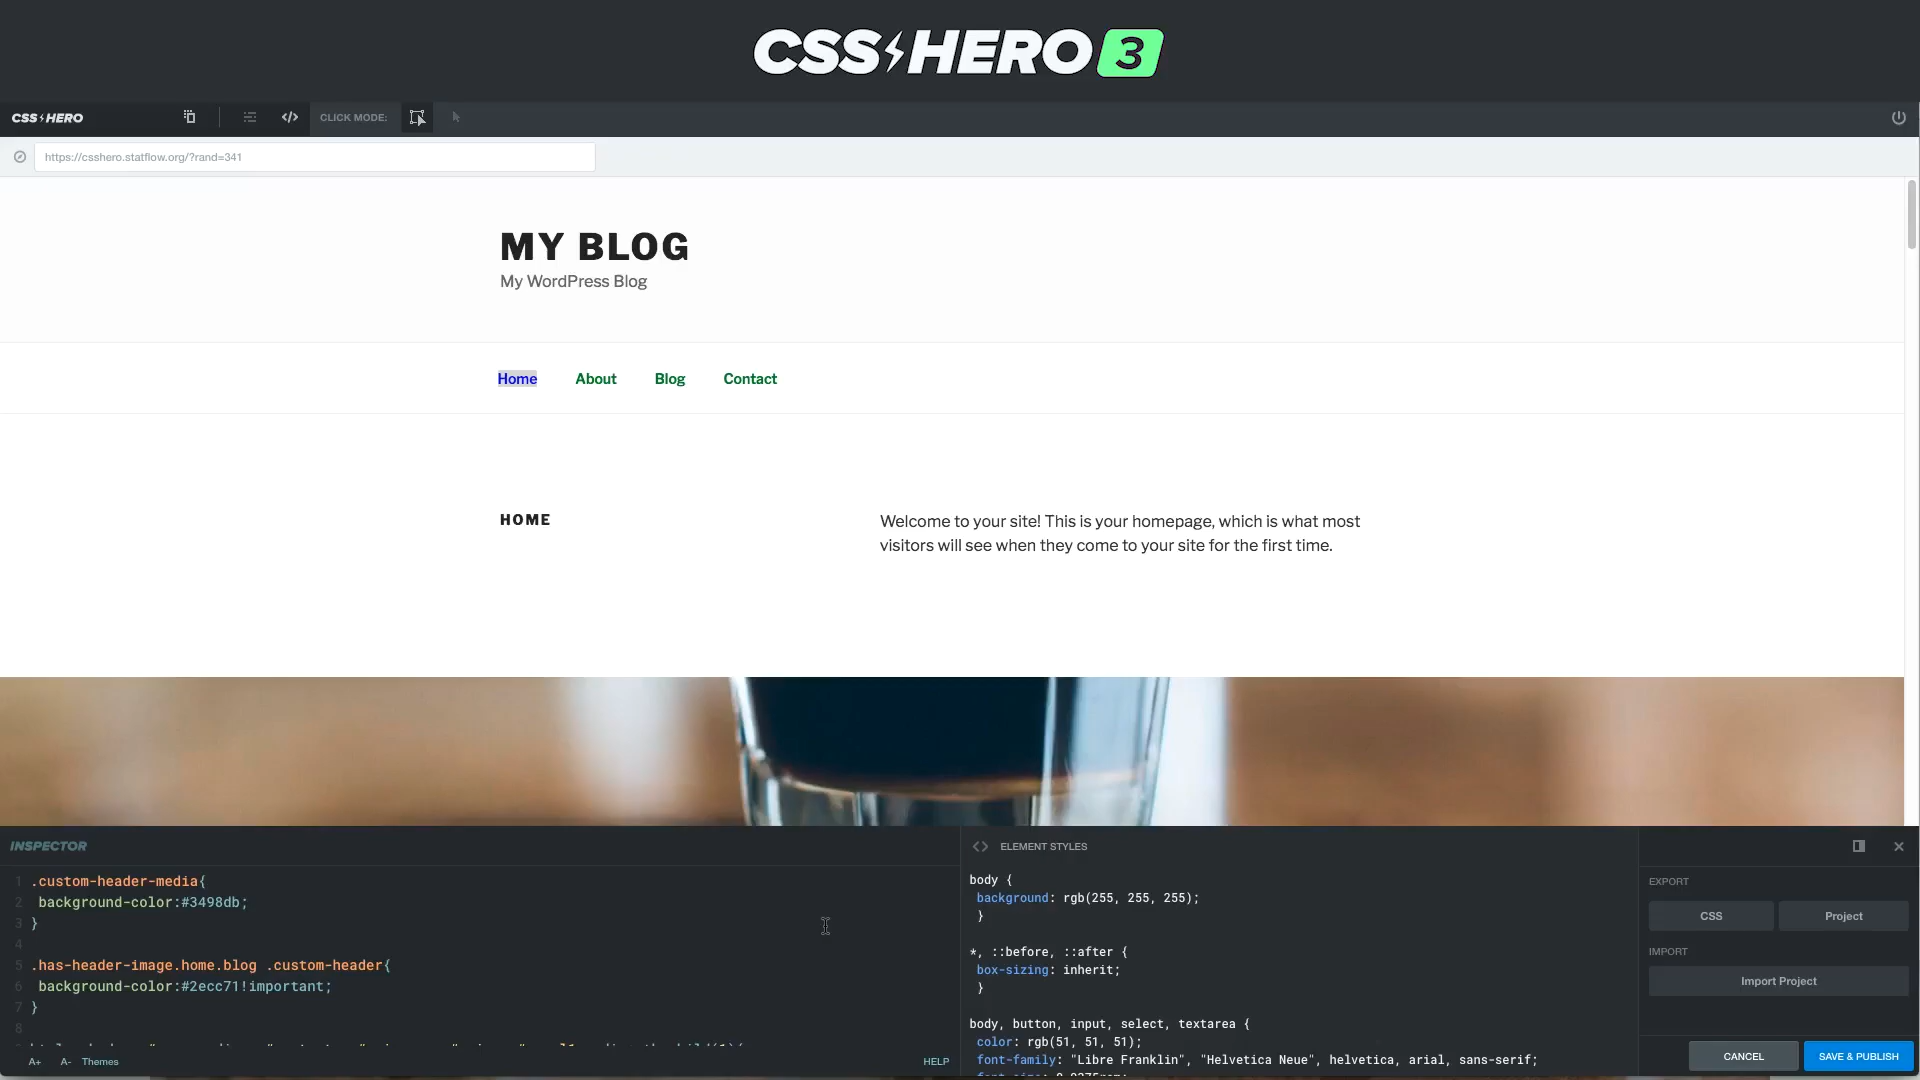 CSS HERO 3
CSS HERO
CLICK MODE:
https://csshero.statflow.org/?rand=341
MY BLOG
My WordPress Blog
Home About Blog Contact
HOME
Welcome to your site! This is your homepage, which is what most
visitors will see when they come to your site for the first time.
INSPECTOR
1 .custom-header-media{
2 background-color:#3498db;
3 }
4
5 .has-header-image.home.blog .custom-header{
6 background-color:#2ecc71!important;
7 }
8
A+ A- Themes
HELP
ELEMENT STYLES
body {
background: rgb(255, 255, 255);
}
*, ::before, ::after {
box-sizing: inherit;
}
body, button, input, select, textarea {
color: rgb(51, 51, 51);
font-family: "Libre Franklin", "Helvetica Neue", helvetica, arial, sans-serif;
EXPORT
CSS
Project
IMPORT
Import Project
CANCEL
SAVE & PUBLISH